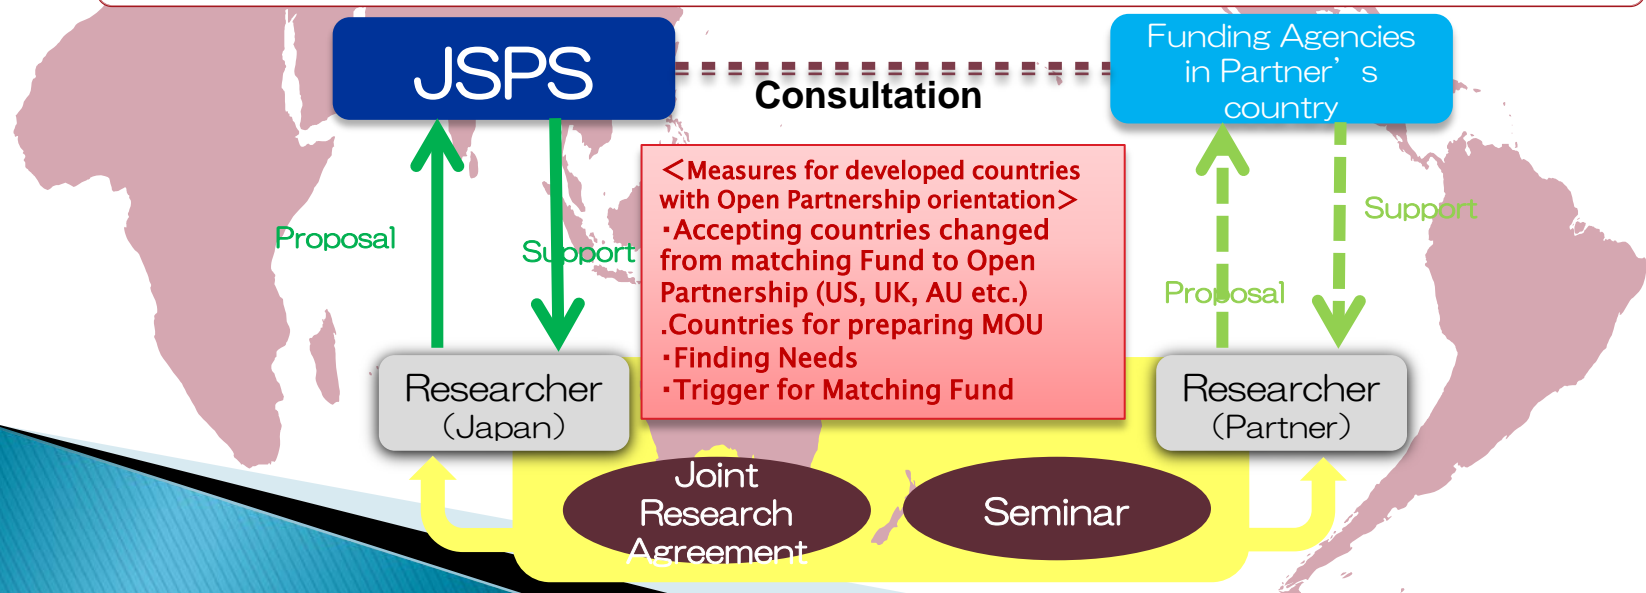 JSPS
Funding Agencies
in Partner’s
country
Consultation
＜Measures for developed countries
with Open Partnership orientation＞
・Accepting countries changed
from matching Fund to Open
Partnership (US, UK, AU etc.)
.Countries for preparing MOU
・Finding Needs
・Trigger for Matching Fund
Proposal
Support
Support
Proposal
Researcher
（Japan）
Researcher
（Partner）
Joint
Research
Agreement
Seminar